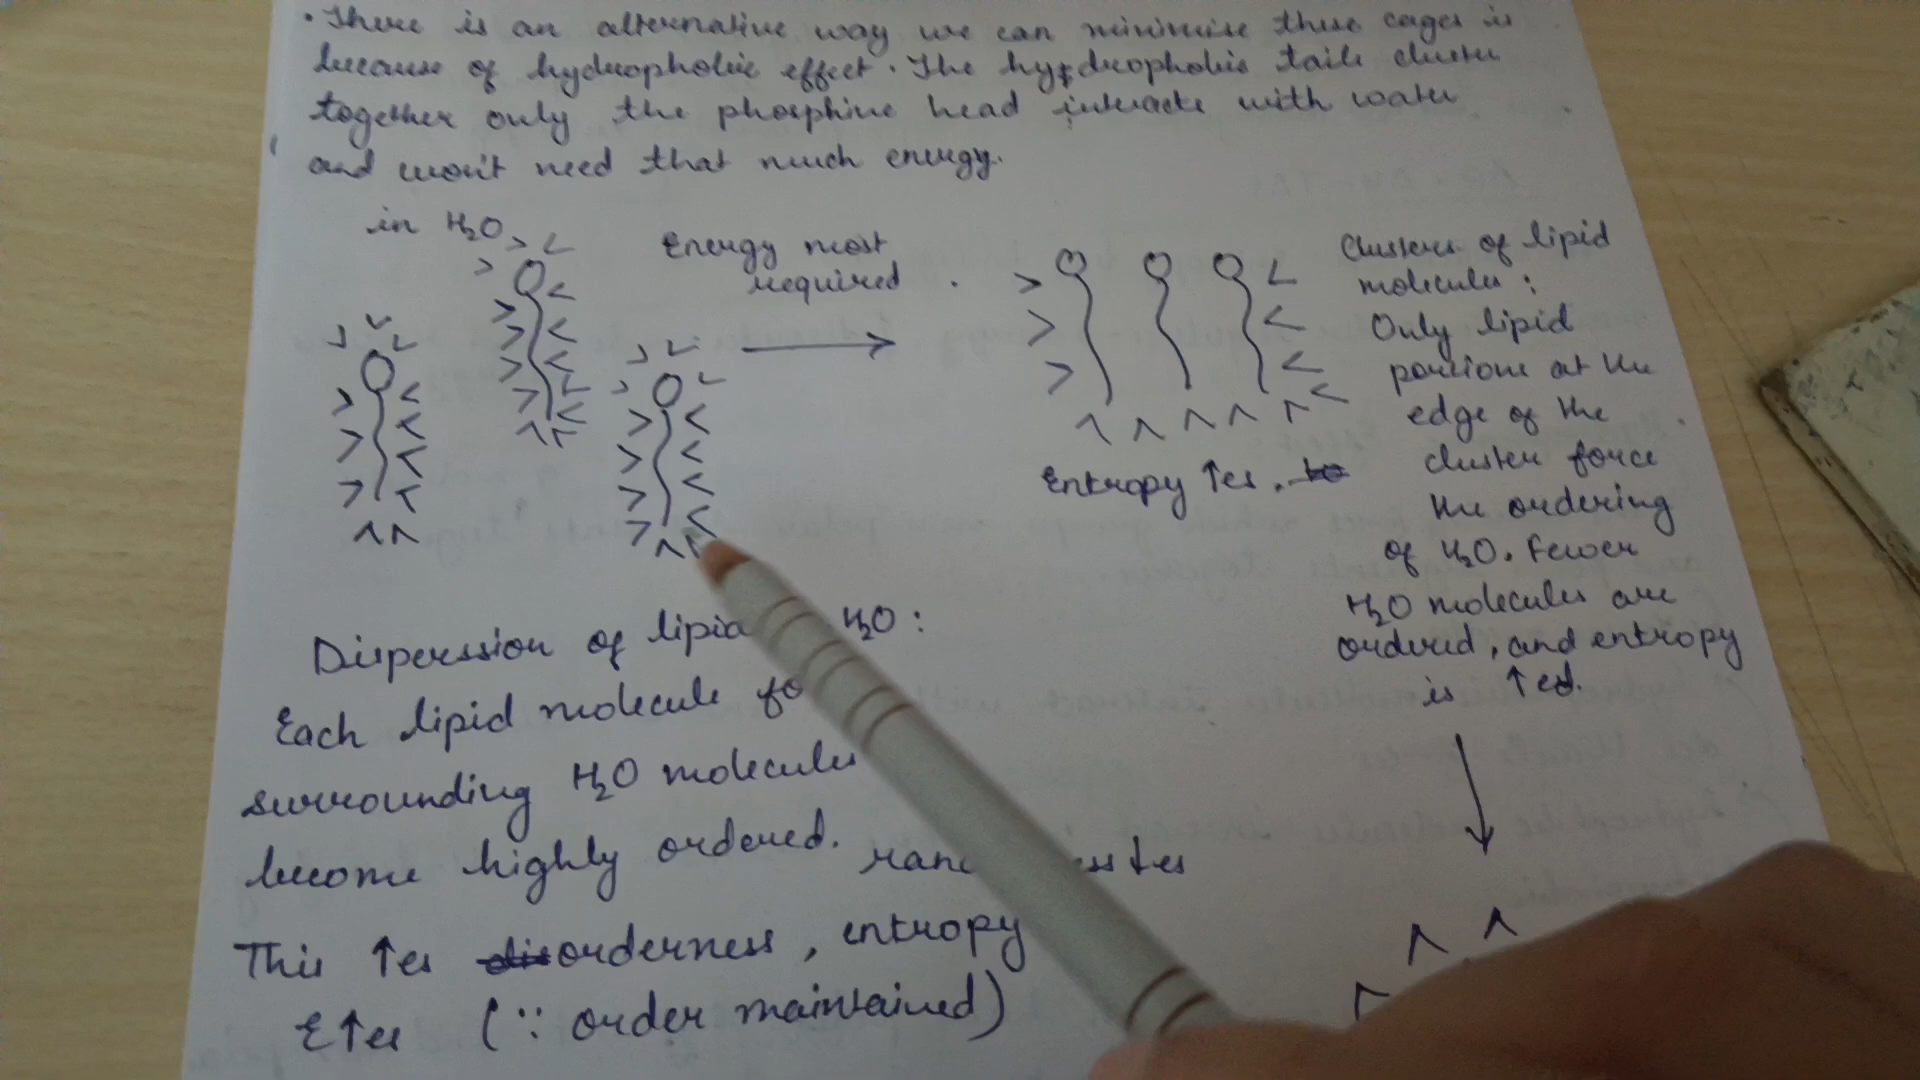 • There is an alternative way we can minimise these cages is
because of hydrophobic effect. The hydrophobic tails cluster
together only the phosphine head interacts with water
and won't need that much energy.
in H2O
Energy most
required .
Clusters of lipid
molecules :
Only lipid
portions at the
edge of the
cluster force
the ordering
of H2O. Fewer
H2O molecules are
ordered, and entropy
is ↑ed.
Entropy ↑es.
Disperssion of lipid H2O :
Each lipid molecule
surrounding H2O molecules
become highly ordered.
This ↑es orderness, entropy
E↑es (∵ order maintained)